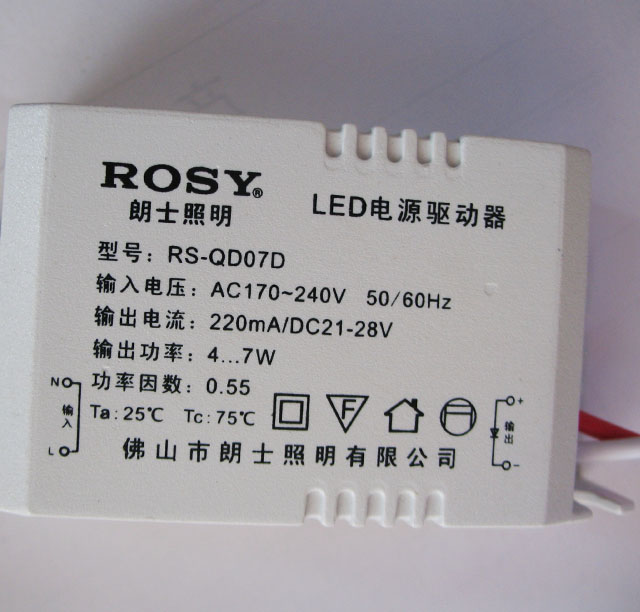 ROSY®
朗士照明
LED电源驱动器
型号：RS-QD07D
输入电压：AC170~240V 50/60Hz
输出电流：220mA/DC21-28V
输出功率：4...7W
功率因数：0.55
Ta:25℃ Tc:75℃
F
N
输入
L
+
输出
-
佛山市朗士照明有限公司